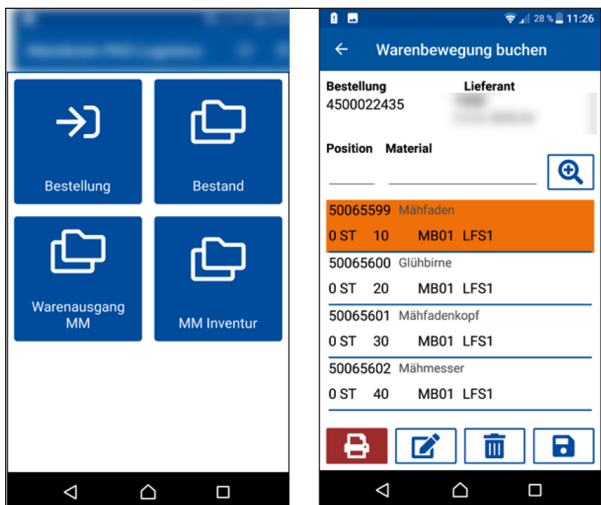 Bestellung
Bestand
Warenausgang
MM
MM Inventur
28 % 11:26
Warenbewegung buchen
Bestellung Lieferant
4500022435
Position Material
50065599 Mähfaden
0 ST 10 MB01 LFS1
50065600 Glühbirne
0 ST 20 MB01 LFS1
50065601 Mähfadenkopf
0 ST 30 MB01 LFS1
50065602 Mähmesser
0 ST 40 MB01 LFS1